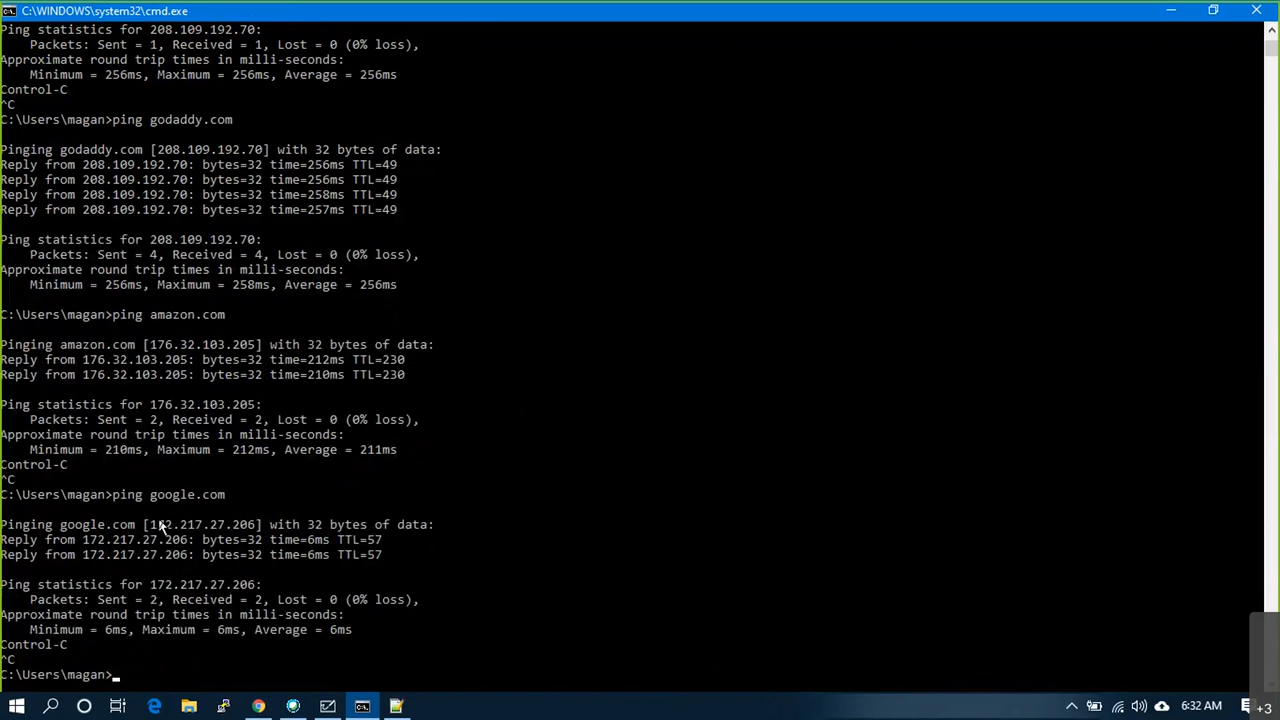 C:\WINDOWS\system32\cmd.exe
Ping statistics for 208.109.192.70:
    Packets: Sent = 1, Received = 1, Lost = 0 (0% loss),
Approximate round trip times in milli-seconds:
    Minimum = 256ms, Maximum = 256ms, Average = 256ms
Control-C
^C
C:\Users\magan>ping godaddy.com
Pinging godaddy.com [208.109.192.70] with 32 bytes of data:
Reply from 208.109.192.70: bytes=32 time=256ms TTL=49
Reply from 208.109.192.70: bytes=32 time=256ms TTL=49
Reply from 208.109.192.70: bytes=32 time=258ms TTL=49
Reply from 208.109.192.70: bytes=32 time=257ms TTL=49
Ping statistics for 208.109.192.70:
    Packets: Sent = 4, Received = 4, Lost = 0 (0% loss),
Approximate round trip times in milli-seconds:
    Minimum = 256ms, Maximum = 258ms, Average = 256ms
C:\Users\magan>ping amazon.com
Pinging amazon.com [176.32.103.205] with 32 bytes of data:
Reply from 176.32.103.205: bytes=32 time=212ms TTL=230
Reply from 176.32.103.205: bytes=32 time=210ms TTL=230
Ping statistics for 176.32.103.205:
    Packets: Sent = 2, Received = 2, Lost = 0 (0% loss),
Approximate round trip times in milli-seconds:
    Minimum = 210ms, Maximum = 212ms, Average = 211ms
Control-C
^C
C:\Users\magan>ping google.com
Pinging google.com [172.217.27.206] with 32 bytes of data:
Reply from 172.217.27.206: bytes=32 time=6ms TTL=57
Reply from 172.217.27.206: bytes=32 time=6ms TTL=57
Ping statistics for 172.217.27.206:
    Packets: Sent = 2, Received = 2, Lost = 0 (0% loss),
Approximate round trip times in milli-seconds:
    Minimum = 6ms, Maximum = 6ms, Average = 6ms
Control-C
^C
C:\Users\magan>_
6:32 AM
+3